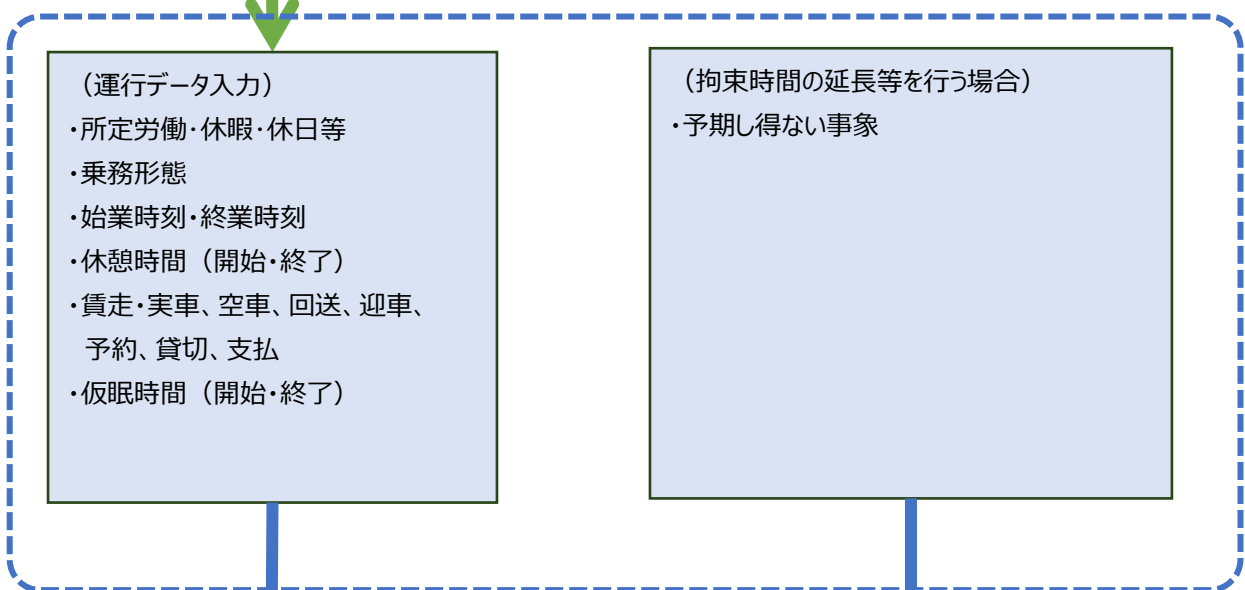 （運行データ入力）
・所定労働・休暇・休日等
・乗務形態
・始業時刻・終業時刻
・休憩時間（開始・終了）
・賃走・実車、空車、回送、迎車、
予約、貸切、支払
・仮眠時間（開始・終了）
（拘束時間の延長等を行う場合）
・予期し得ない事象